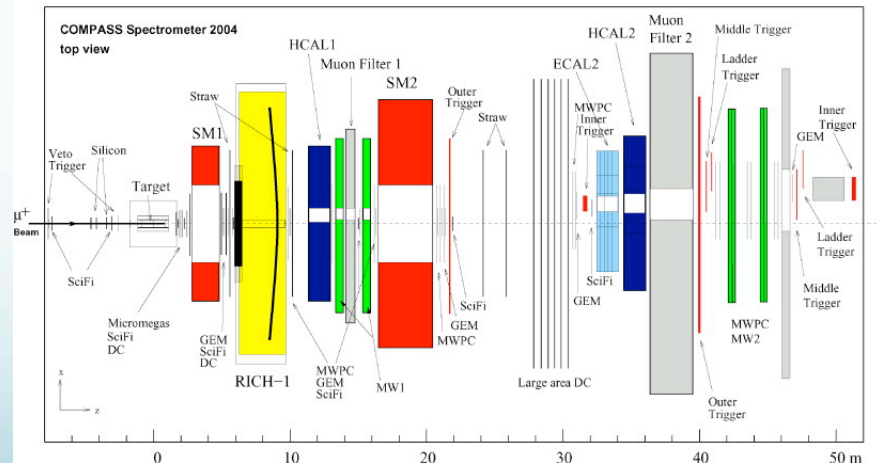 COMPASS Spectrometer 2004
top view
HCAL1
Muon Filter 1
SM2
HCAL2
ECAL2
Muon Filter 2
Middle Trigger
Ladder
Trigger
Outer
Trigger
Straw
Straw
MWPC
Inner
Trigger
GEM
Inner
Trigger
SM1
Silicon
Veto
Trigger
Target
μ+
Beam
SciFi
Micromegas
SciFi
DC
GEM
SciFi
DC
RICH−1
MWPC
GEM
SciFi
MW1
SciFi
GEM
MWPC
Large area DC
GEM
SciFi
Outer
Trigger
MWPC
MW2
Ladder
Trigger
Middle
Trigger
x
z
0 10 20 30 40 50 m